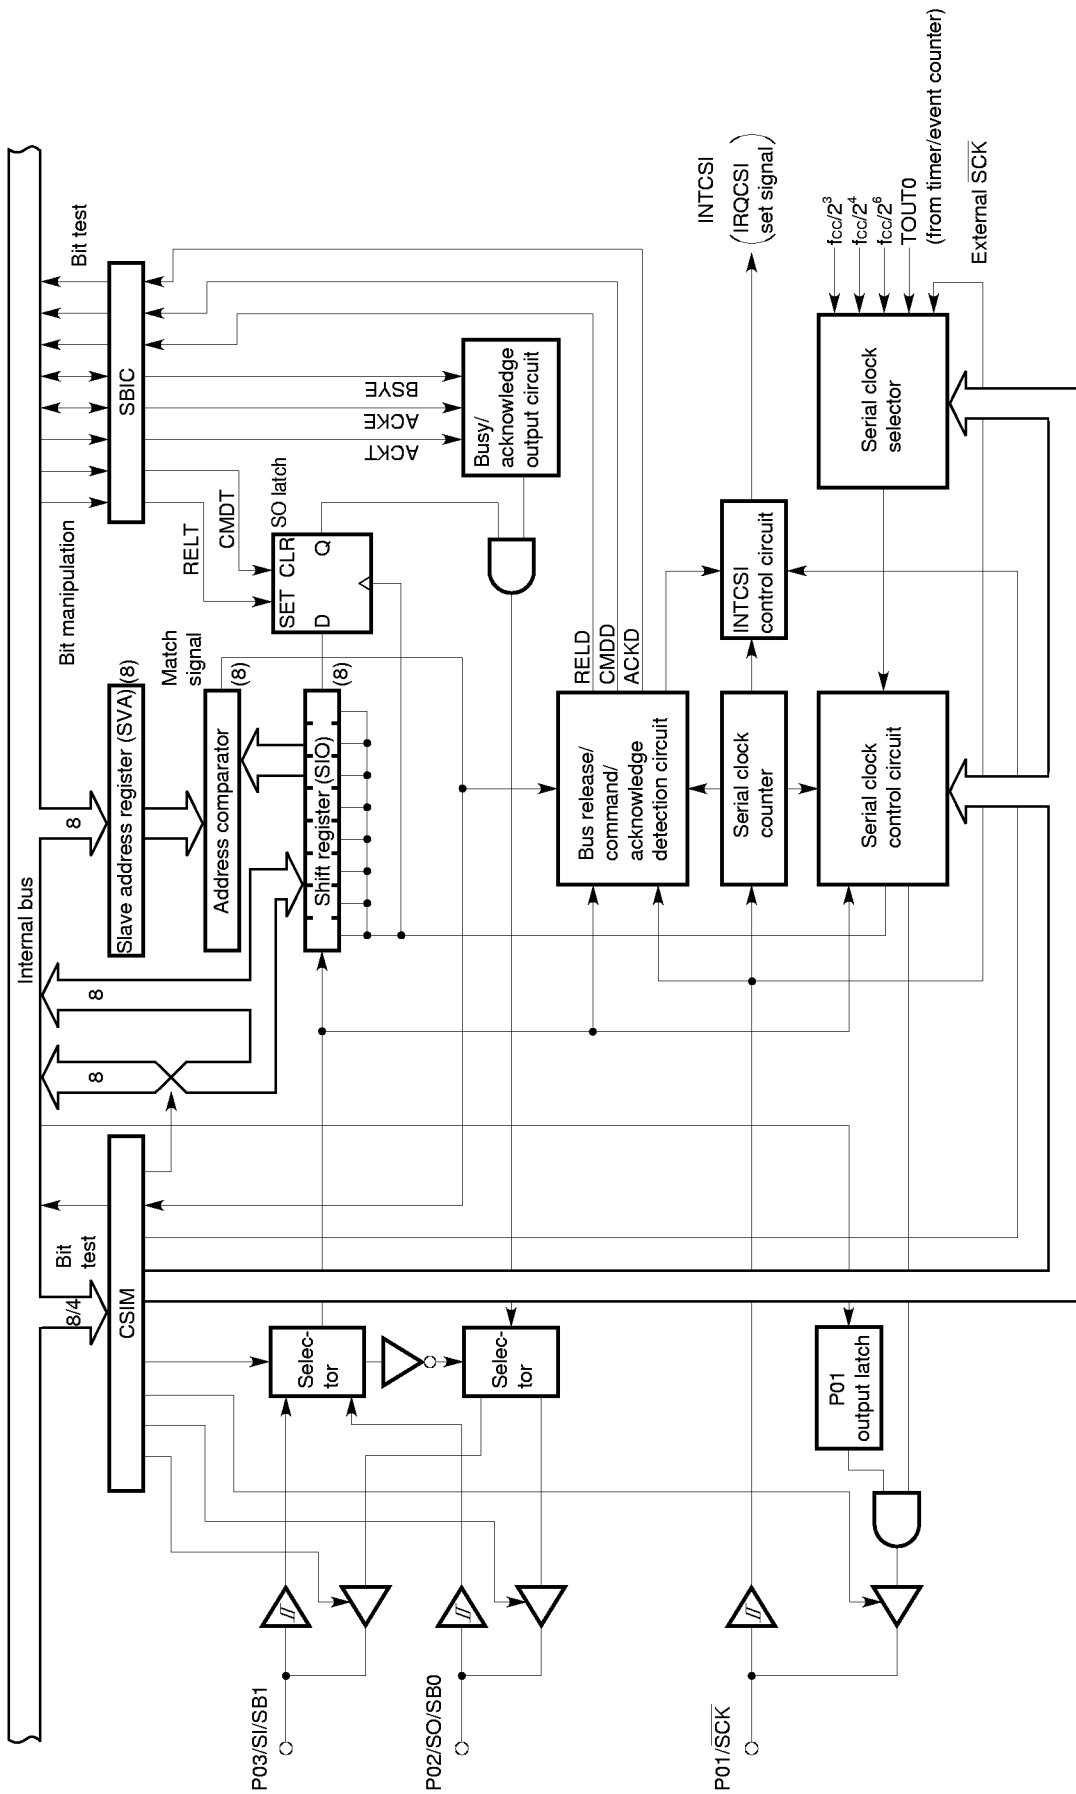 Internal bus
8/4
Bit
test
8
8
8
Bit manipulation
Bit test
CSIM
Slave address register (SVA)
(8)
SBIC
Match
signal
RELT
CMDT
Address comparator
(8)
SET
CLR
D
Q
SO latch
Shift register (SIO)
(8)
ACKT
ACKE
BSYE
Busy/
acknowledge
output circuit
P03/SI/SB1
Selec-
tor
P02/SO/SB0
Selec-
tor
Bus release/
command/
acknowledge
detection circuit
RELD
CMDD
ACKD
P01/SCK
Serial clock
counter
INTCSI
control circuit
INTCSI
(IRQCSI
set signal)
P01
output latch
Serial clock
control circuit
Serial clock
selector
fcc/2³
fcc/2⁴
fcc/2⁶
TOUT0
(from timer/event counter)
External SCK